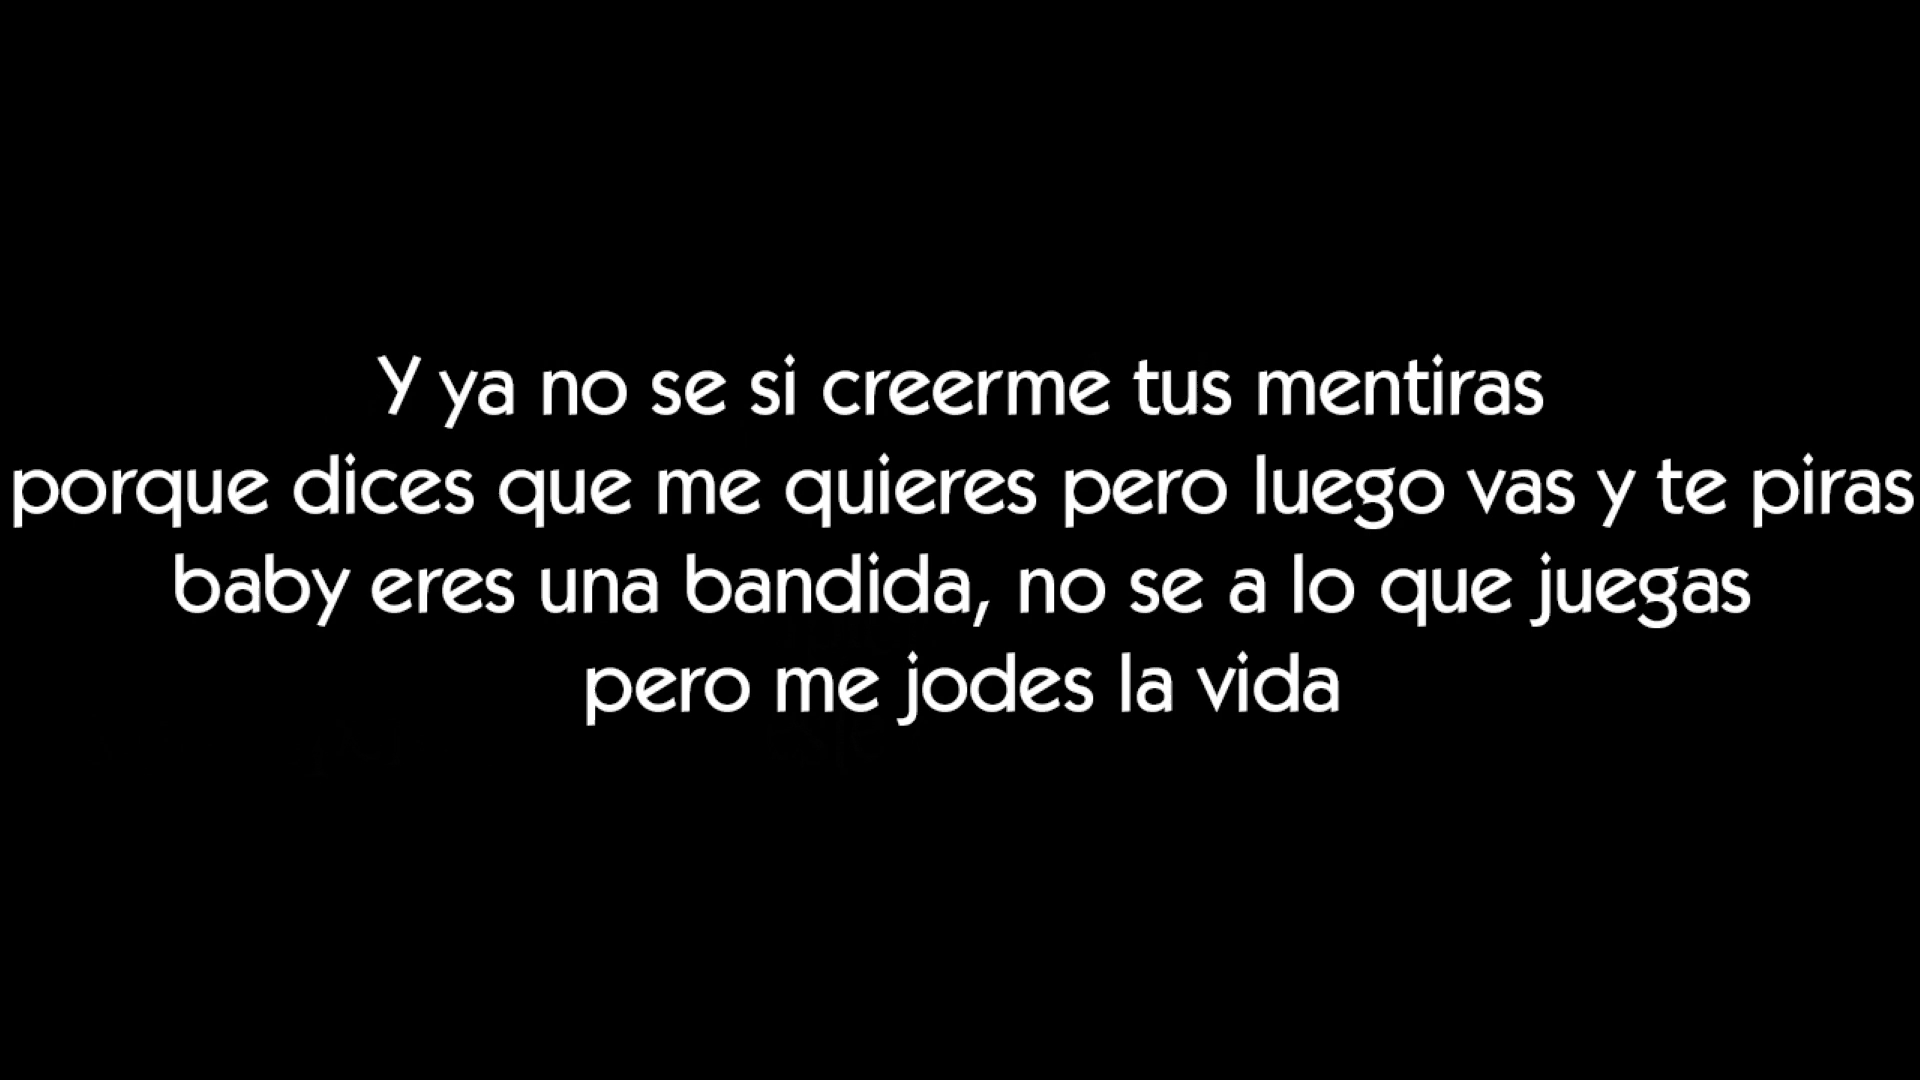 Y ya no se si creerme tus mentiras
porque dices que me quieres pero luego vas y te piras
baby eres una bandida, no se a lo que juegas
pero me jodes la vida